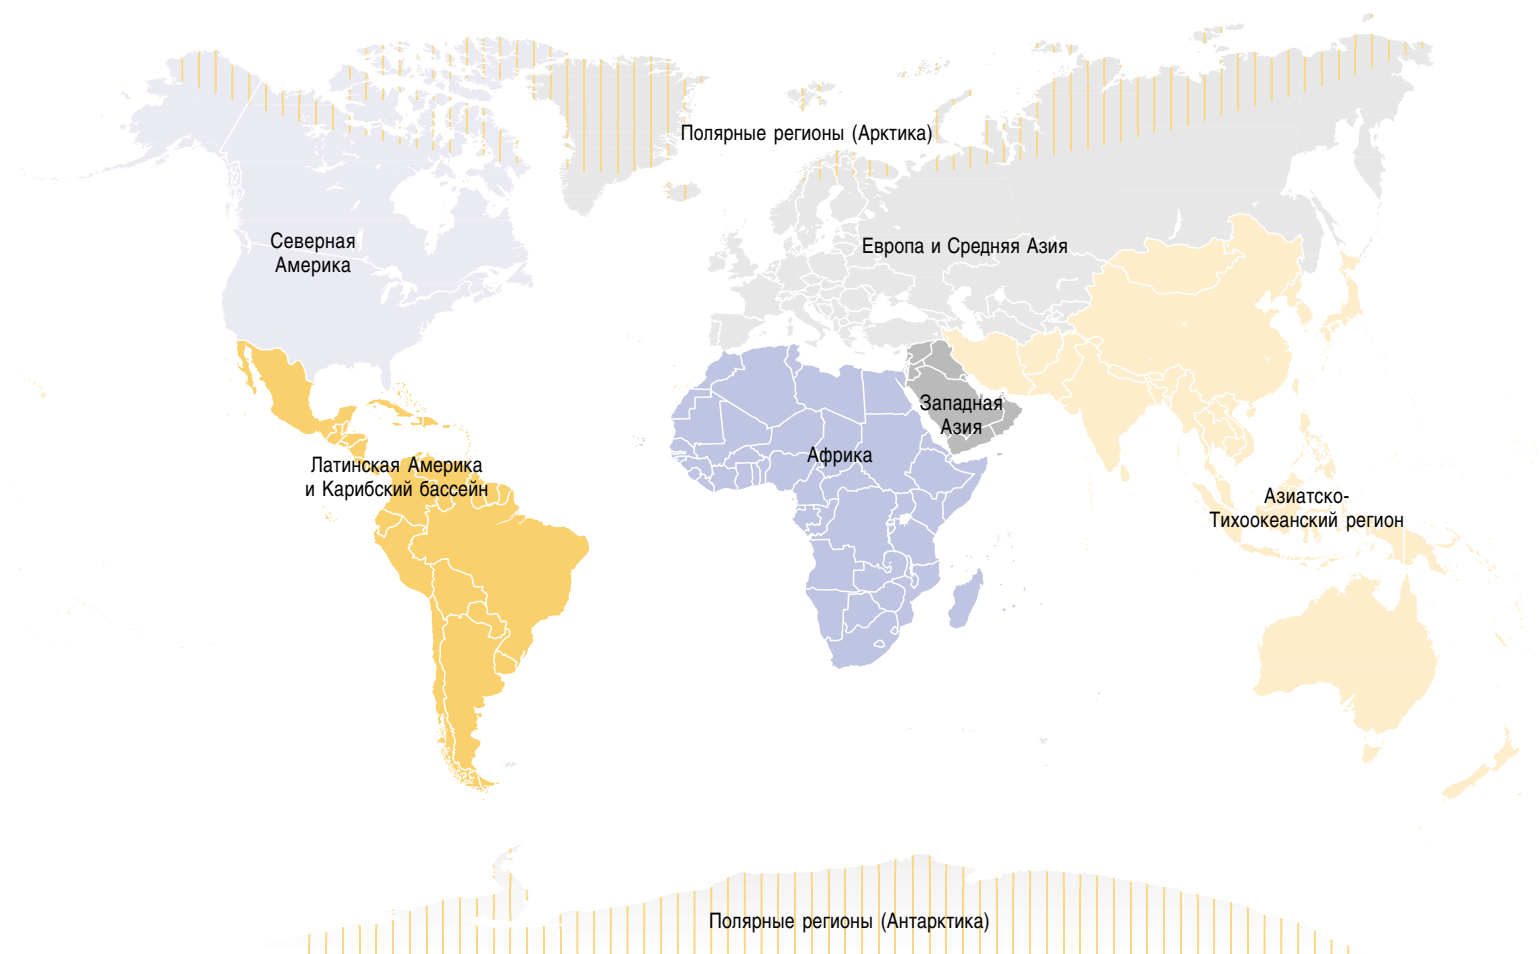 Полярные регионы (Арктика)
Северная
Америка
Европа и Средняя Азия
Западная
Азия
Африка
Латинская Америка
и Карибский бассейн
Азиатско-
Тихоокеанский регион
Полярные регионы (Антарктика)